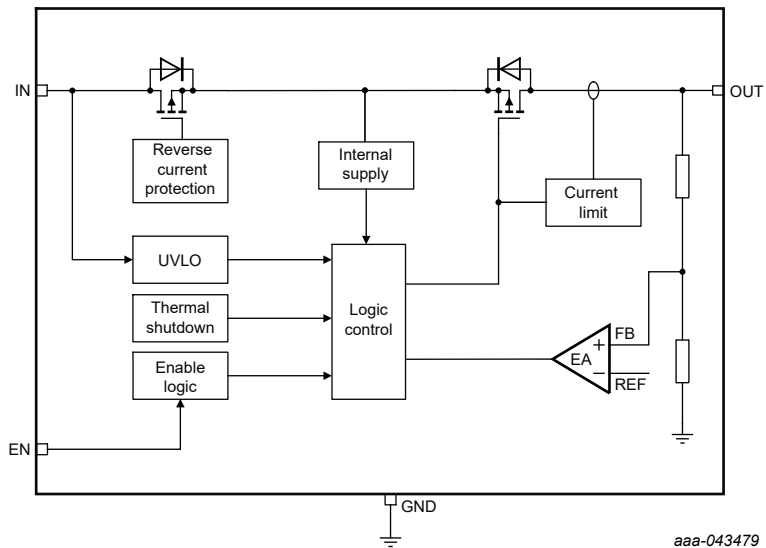 IN
OUT
Reverse
current
protection
Internal
supply
Current
limit
UVLO
Thermal
shutdown
Logic
control
Enable
logic
FB
EA
+
−
REF
EN
GND
aaa-043479